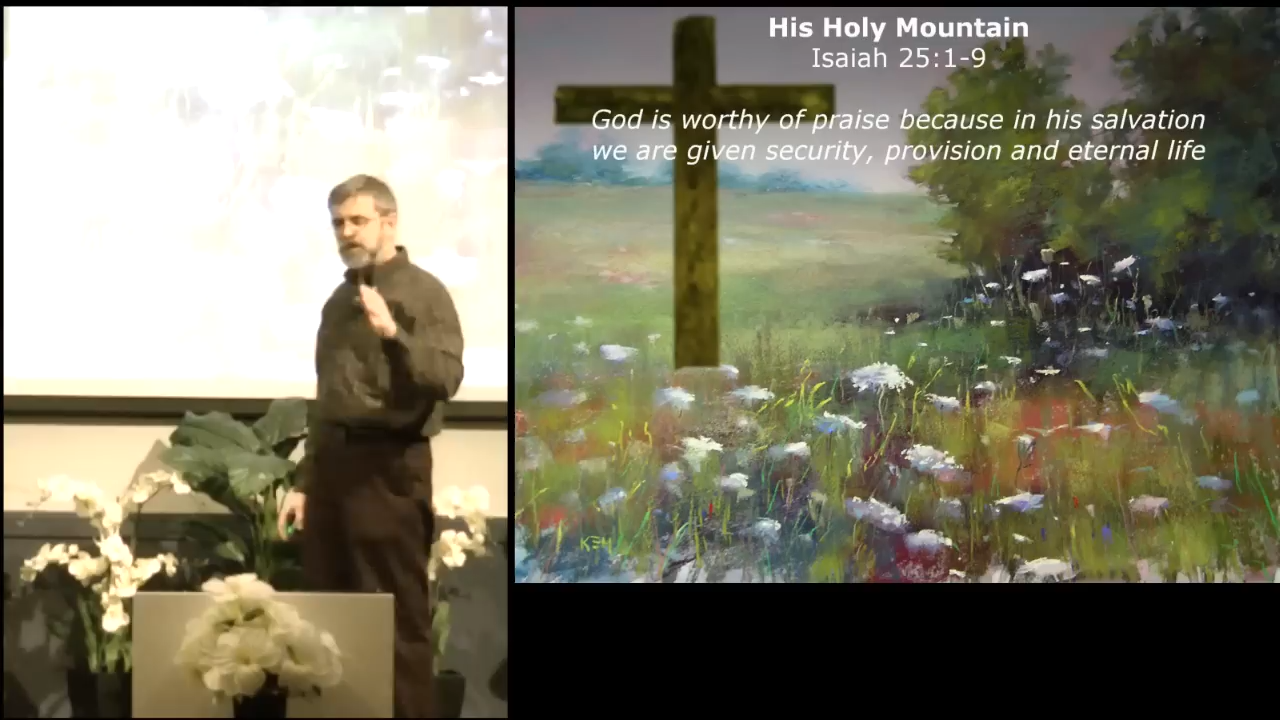 His Holy Mountain
Isaiah 25:1-9
God is worthy of praise because in his salvation
we are given security, provision and eternal life
KEM